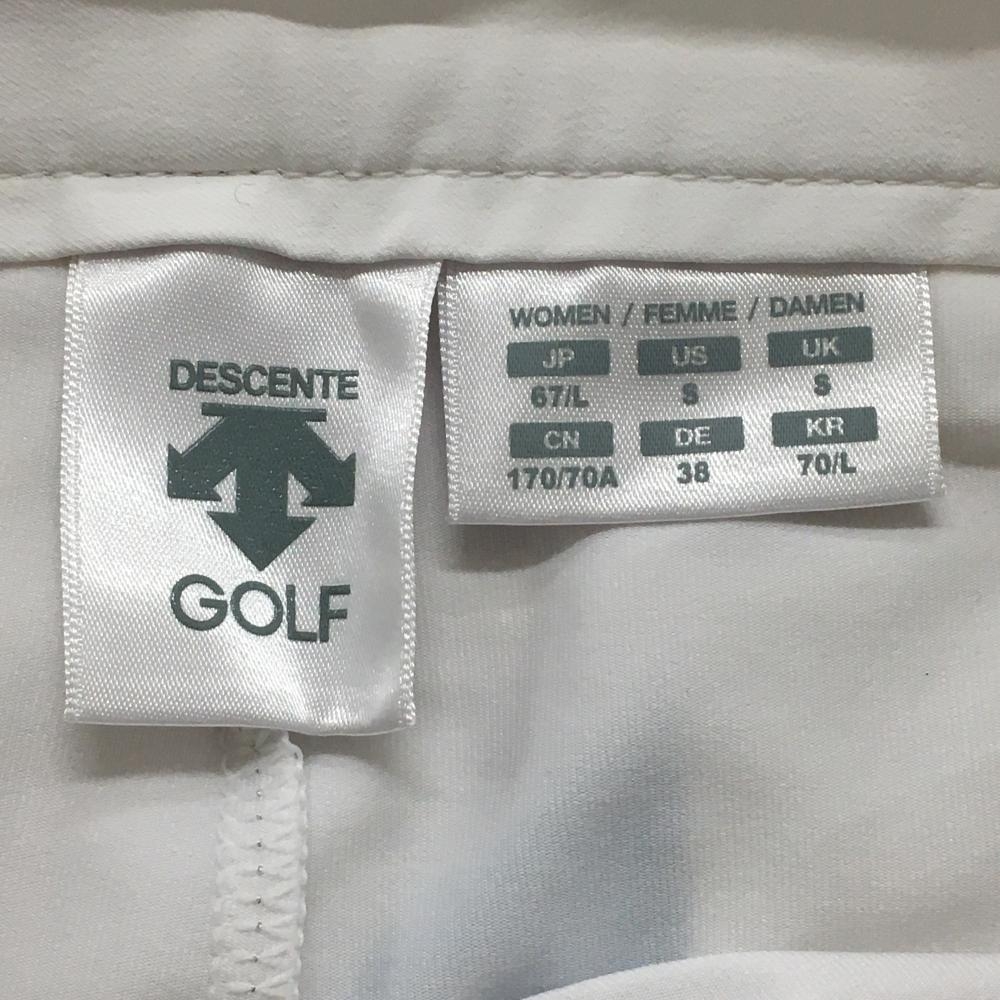 DESCENTE
GOLF
WOMEN / FEMME / DAMEN
JP US UK
67/L S S
CN DE KR
170/70A 38 70/L